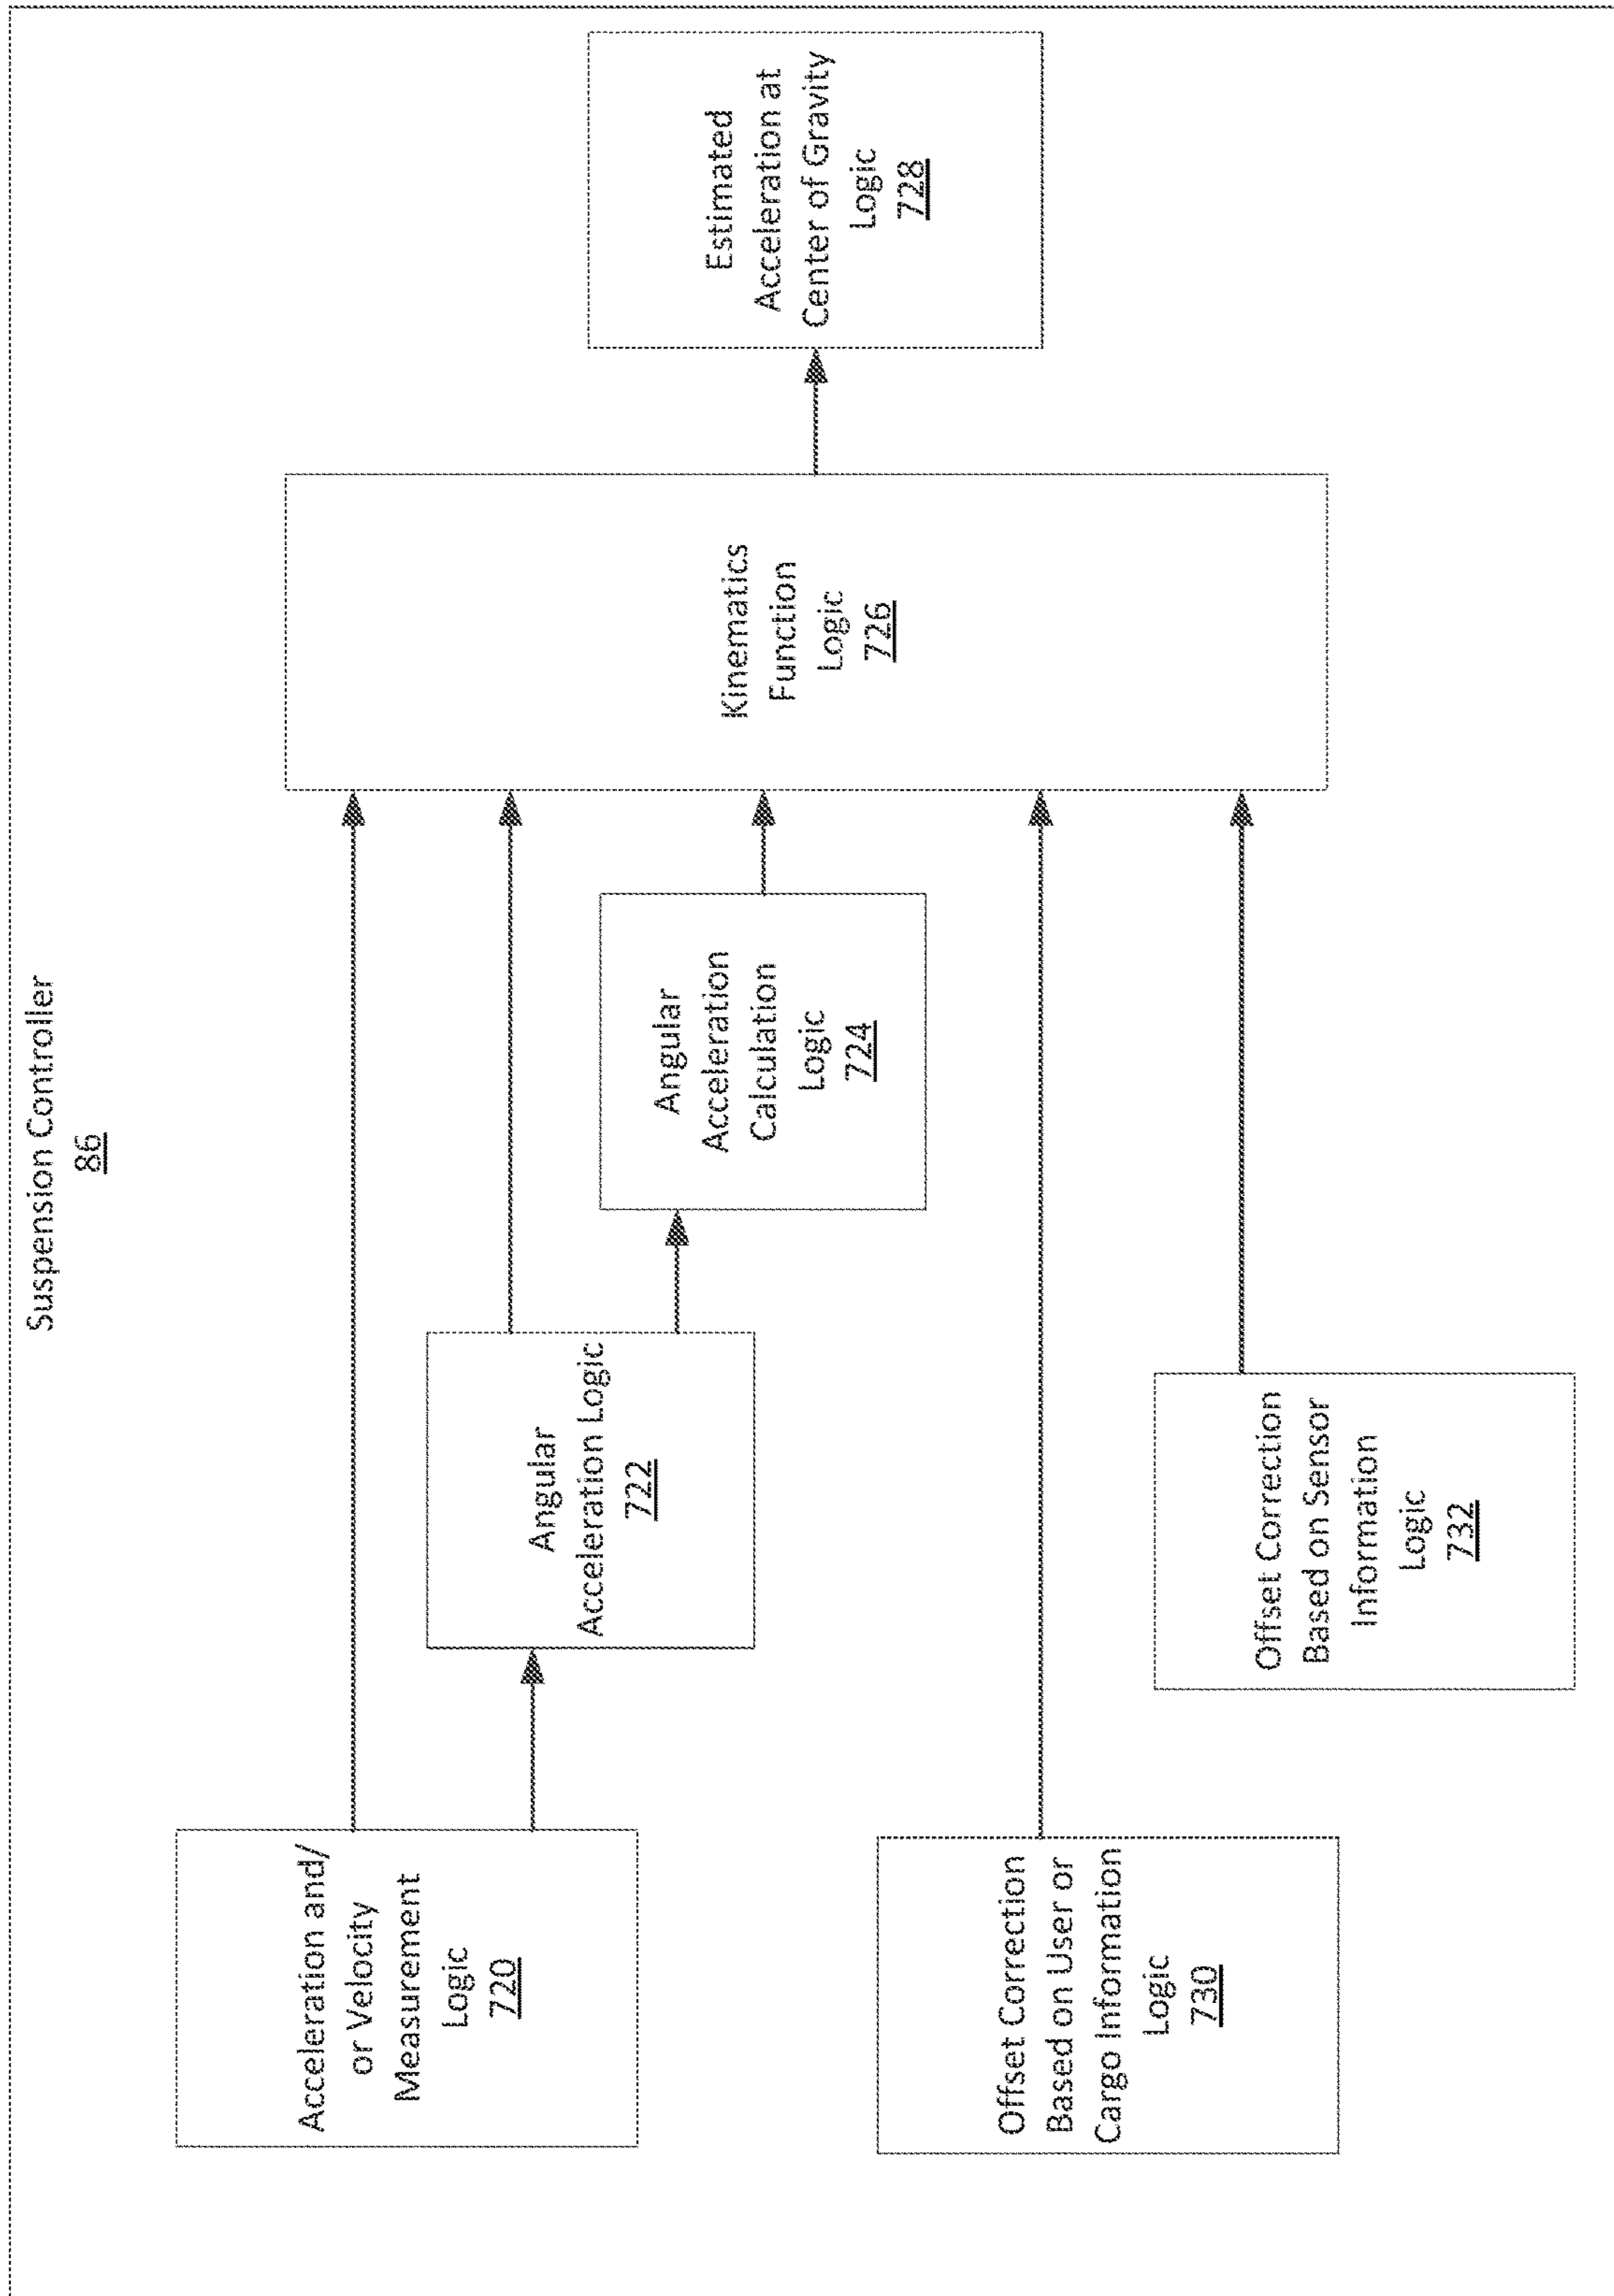 Suspension Controller
86
Acceleration and/
or Velocity
Measurement
Logic
720
Angular
Acceleration Logic
722
Angular
Acceleration
Calculation
Logic
724
Kinematics
Function
Logic
726
Estimated
Acceleration at
Center of Gravity
Logic
728
Offset Correction
Based on User or
Cargo Information
Logic
730
Offset Correction
Based on Sensor
Information
Logic
732